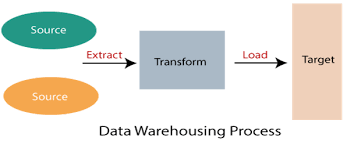 Source
Extract
Transform
Load
Target
Source
Data Warehousing Process